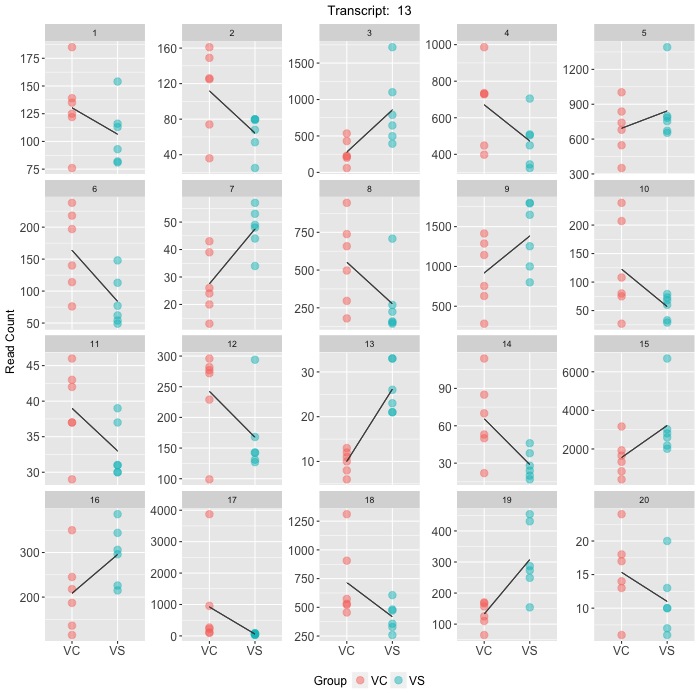 Transcript: 13
1 2 3 4 5
175 150 125 100 75
160 120 80 40
1500 1000 500 0
1000 800 600 400
1200 900 600 300
6 7 8 9 10
200 150 100 50
50 40 30 20
750 500 250
1500 1000 500
200 150 100 50
Read Count
11 12 13 14 15
45 40 35 30
300 250 200 150 100
30 20 10
90 60 30
6000 4000 2000
16 17 18 19 20
300 200
4000 3000 2000 1000 0
1250 1000 750 500 250
400 300 200 100
20 15 10
VC VS VC VS VC VS VC VS VC VS
Group VC VS